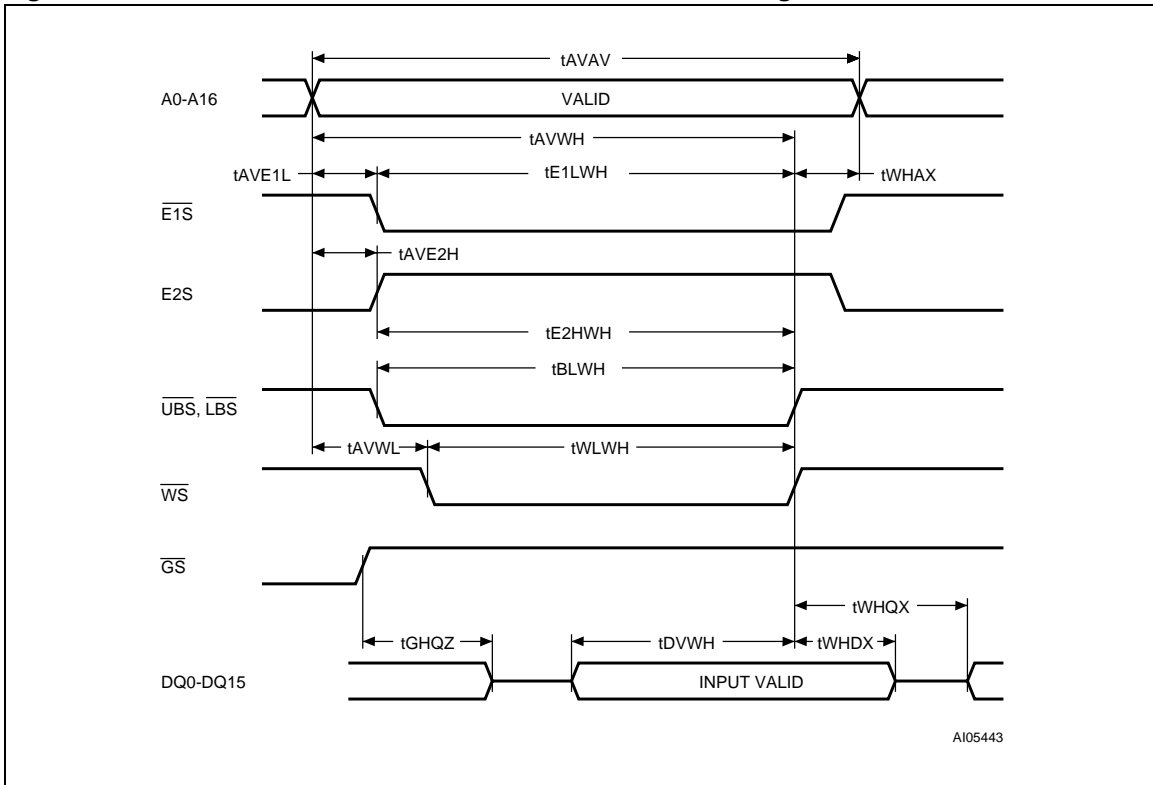 tAVAV
A0-A16
VALID
tAVWH
tAVE1L
tE1LWH
tWHAX
E1S
tAVE2H
E2S
tE2HWH
tBLWH
UBS, LBS
tAVWL
tWLWH
WS
GS
tWHQX
tGHQZ
tDVWH
tWHDX
DQ0-DQ15
INPUT VALID
AI05443